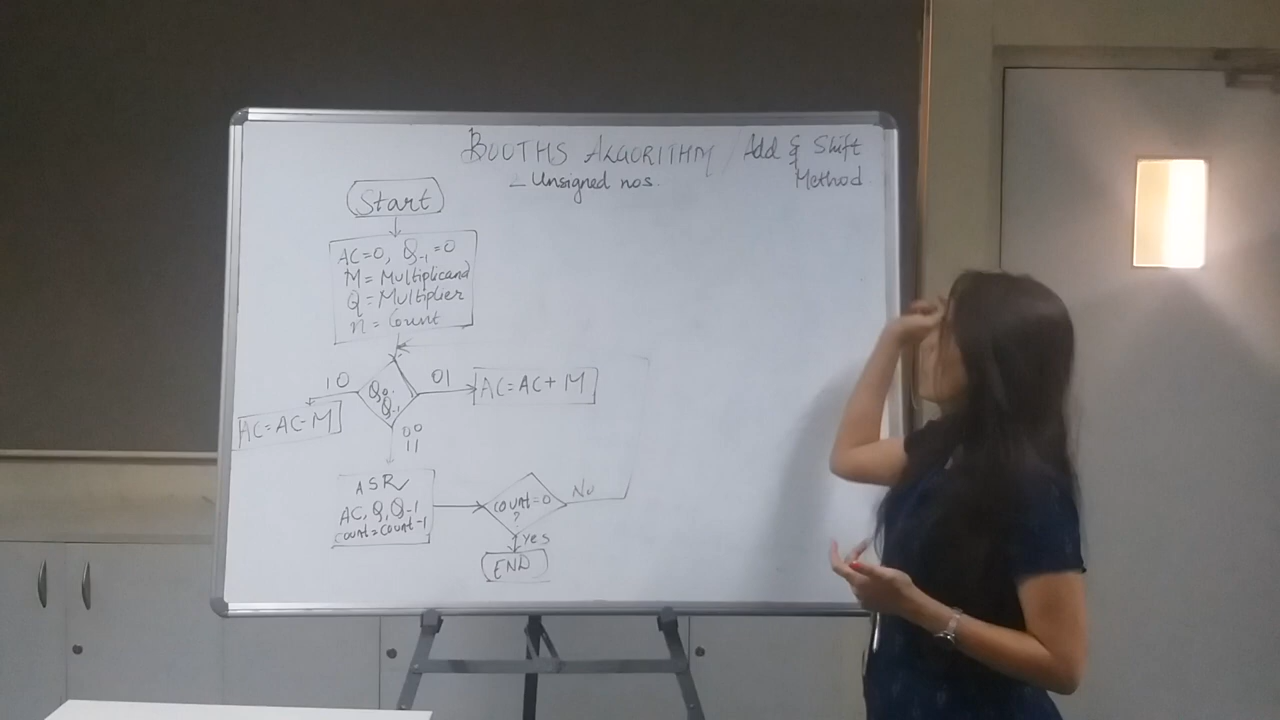 BOOTHS ALGORITHM / Add & Shift
Method
- Unsigned nos.
Start
AC=0, Q-1=0
M = Multiplicand
Q = Multiplier
n = Count
10
01
Q0.
Q-1
AC=AC+M
AC=AC-M
00
11
ASR
AC, Q, Q-1
Count=Count-1
COUNT=0
?
No
Yes
END